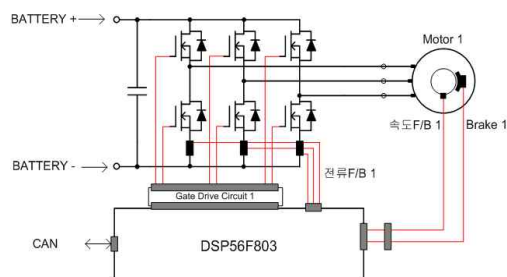 BATTERY +
Motor 1
속도F/B 1
Brake 1
BATTERY -
전류F/B 1
Gate Drive Circuit 1
CAN
DSP56F803